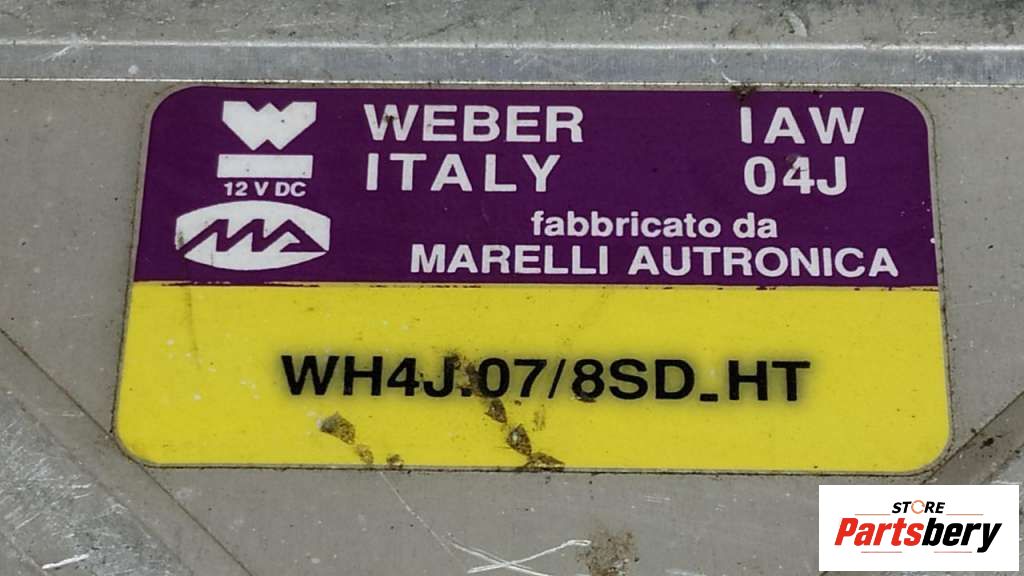 WEBER IAW
ITALY 04J
12 V DC
fabbricato da
MARELLI AUTRONICA
WH4J.07/8SD_HT
STORE
Partsbery